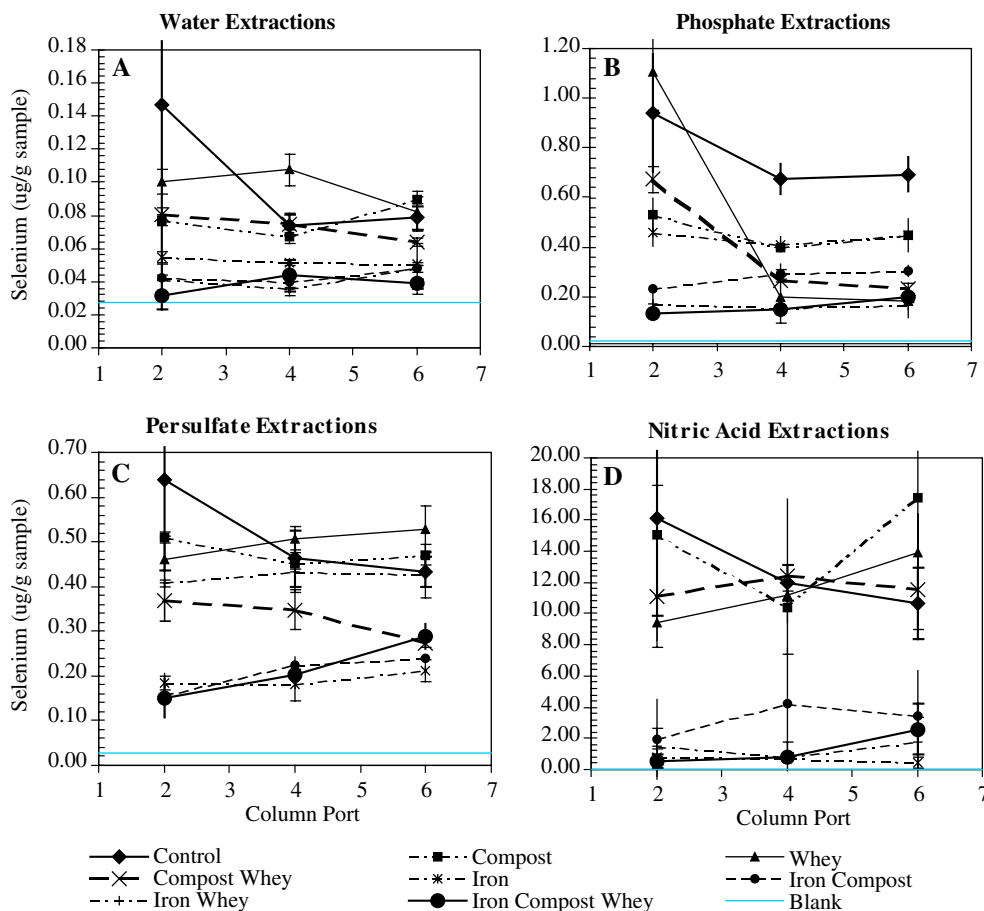 Water Extractions
Phosphate Extractions
A
B
0.18
0.16
0.14
0.12
0.10
0.08
0.06
0.04
0.02
0.00
Selenium (ug/g sample)
1 2 3 4 5 6 7
1.20
1.00
0.80
0.60
0.40
0.20
0.00
1 2 3 4 5 6 7
Persulfate Extractions
Nitric Acid Extractions
C
D
0.70
0.60
0.50
0.40
0.30
0.20
0.10
0.00
Selenium (ug/g sample)
1 2 3 4 5 6 7
Column Port
20.00
18.00
16.00
14.00
12.00
10.00
8.00
6.00
4.00
2.00
0.00
1 2 3 4 5 6 7
Column Port
Control
Compost
Whey
Compost Whey
Iron
Iron Compost
Iron Whey
Iron Compost Whey
Blank